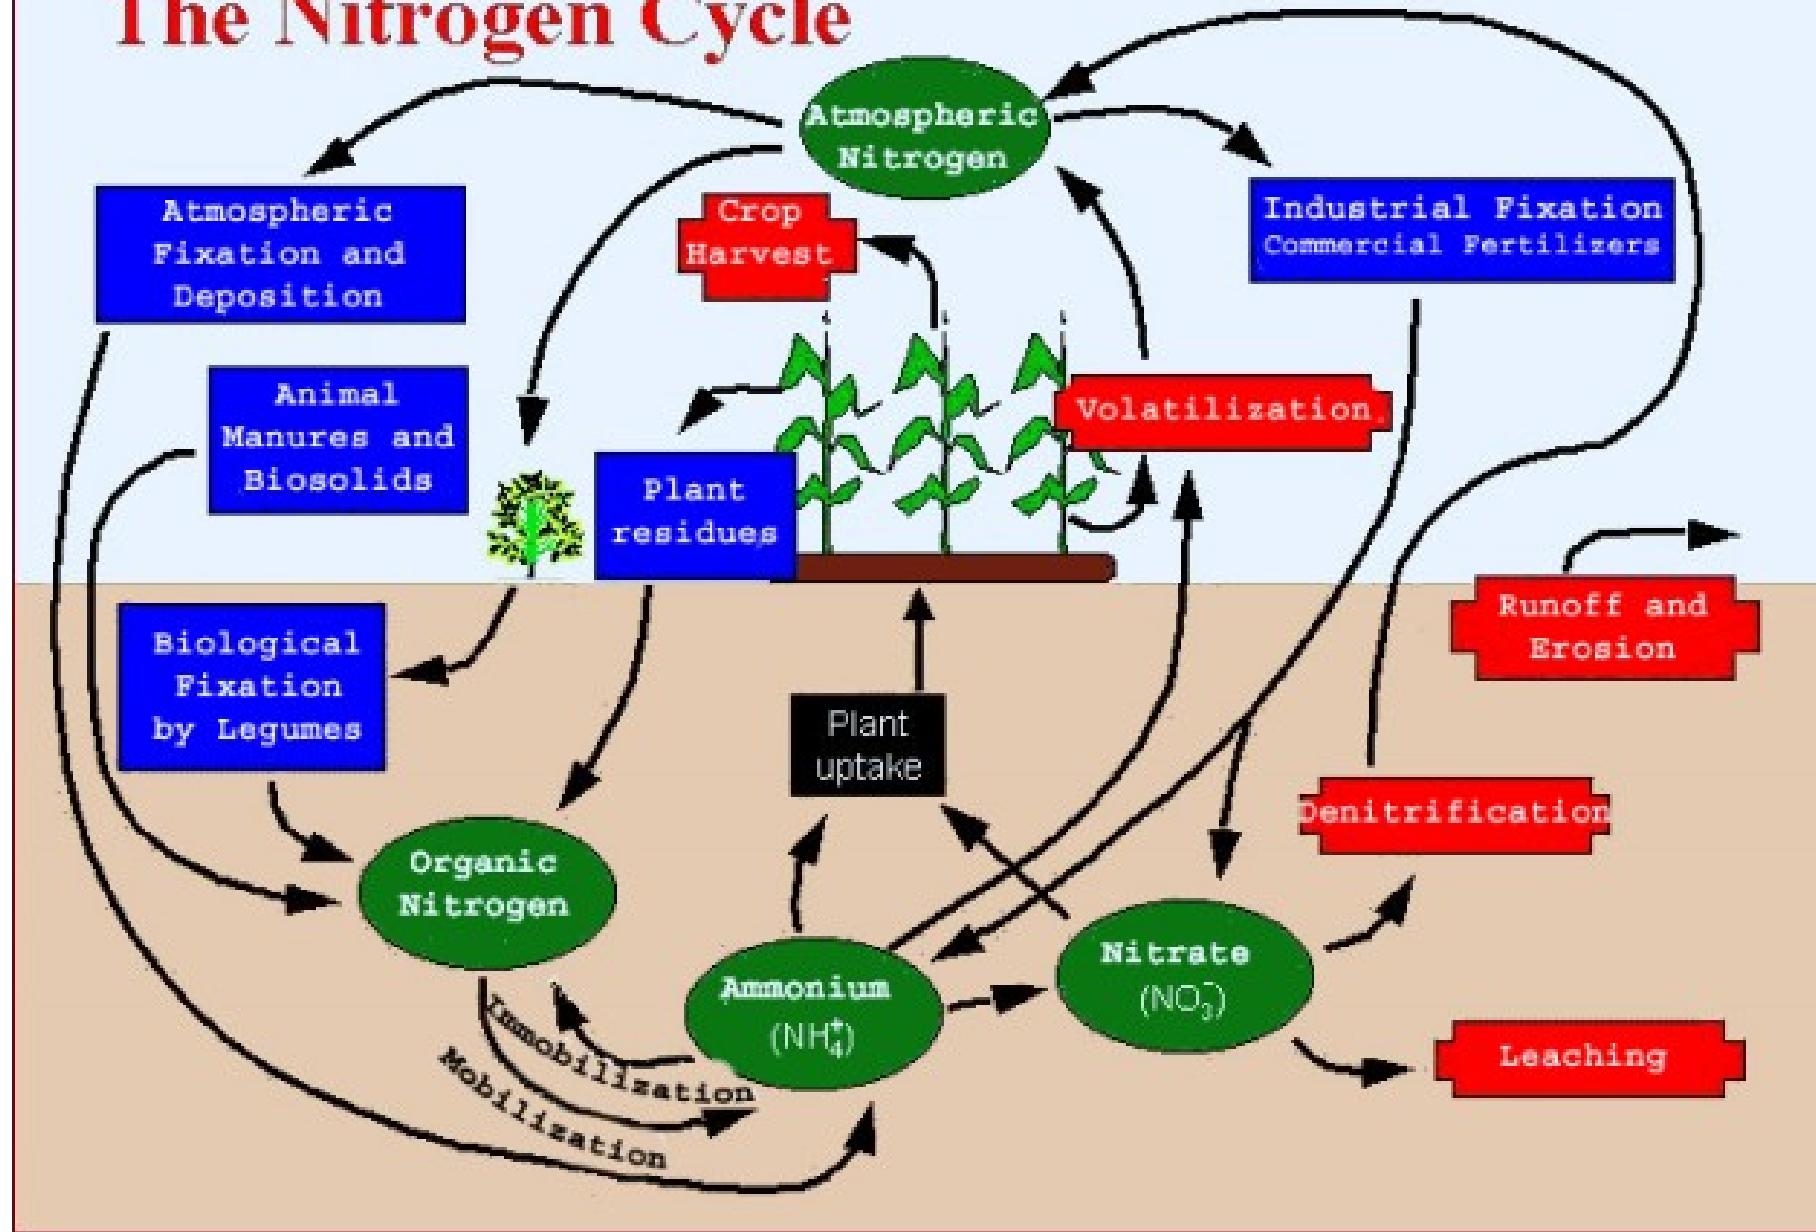 The Nitrogen Cycle
Atmospheric
Nitrogen
Atmospheric
Fixation and
Deposition
Crop
Harvest
Industrial Fixation
Commercial Fertilizers
Animal
Manures and
Biosolids
Volatilization
Plant
residues
Runoff and
Erosion
Biological
Fixation
by Legumes
Plant
uptake
Denitrification
Organic
Nitrogen
Ammonium
(NH₄⁺)
Nitrate
(NO₃⁻)
Immobilization
Mobilization
Leaching